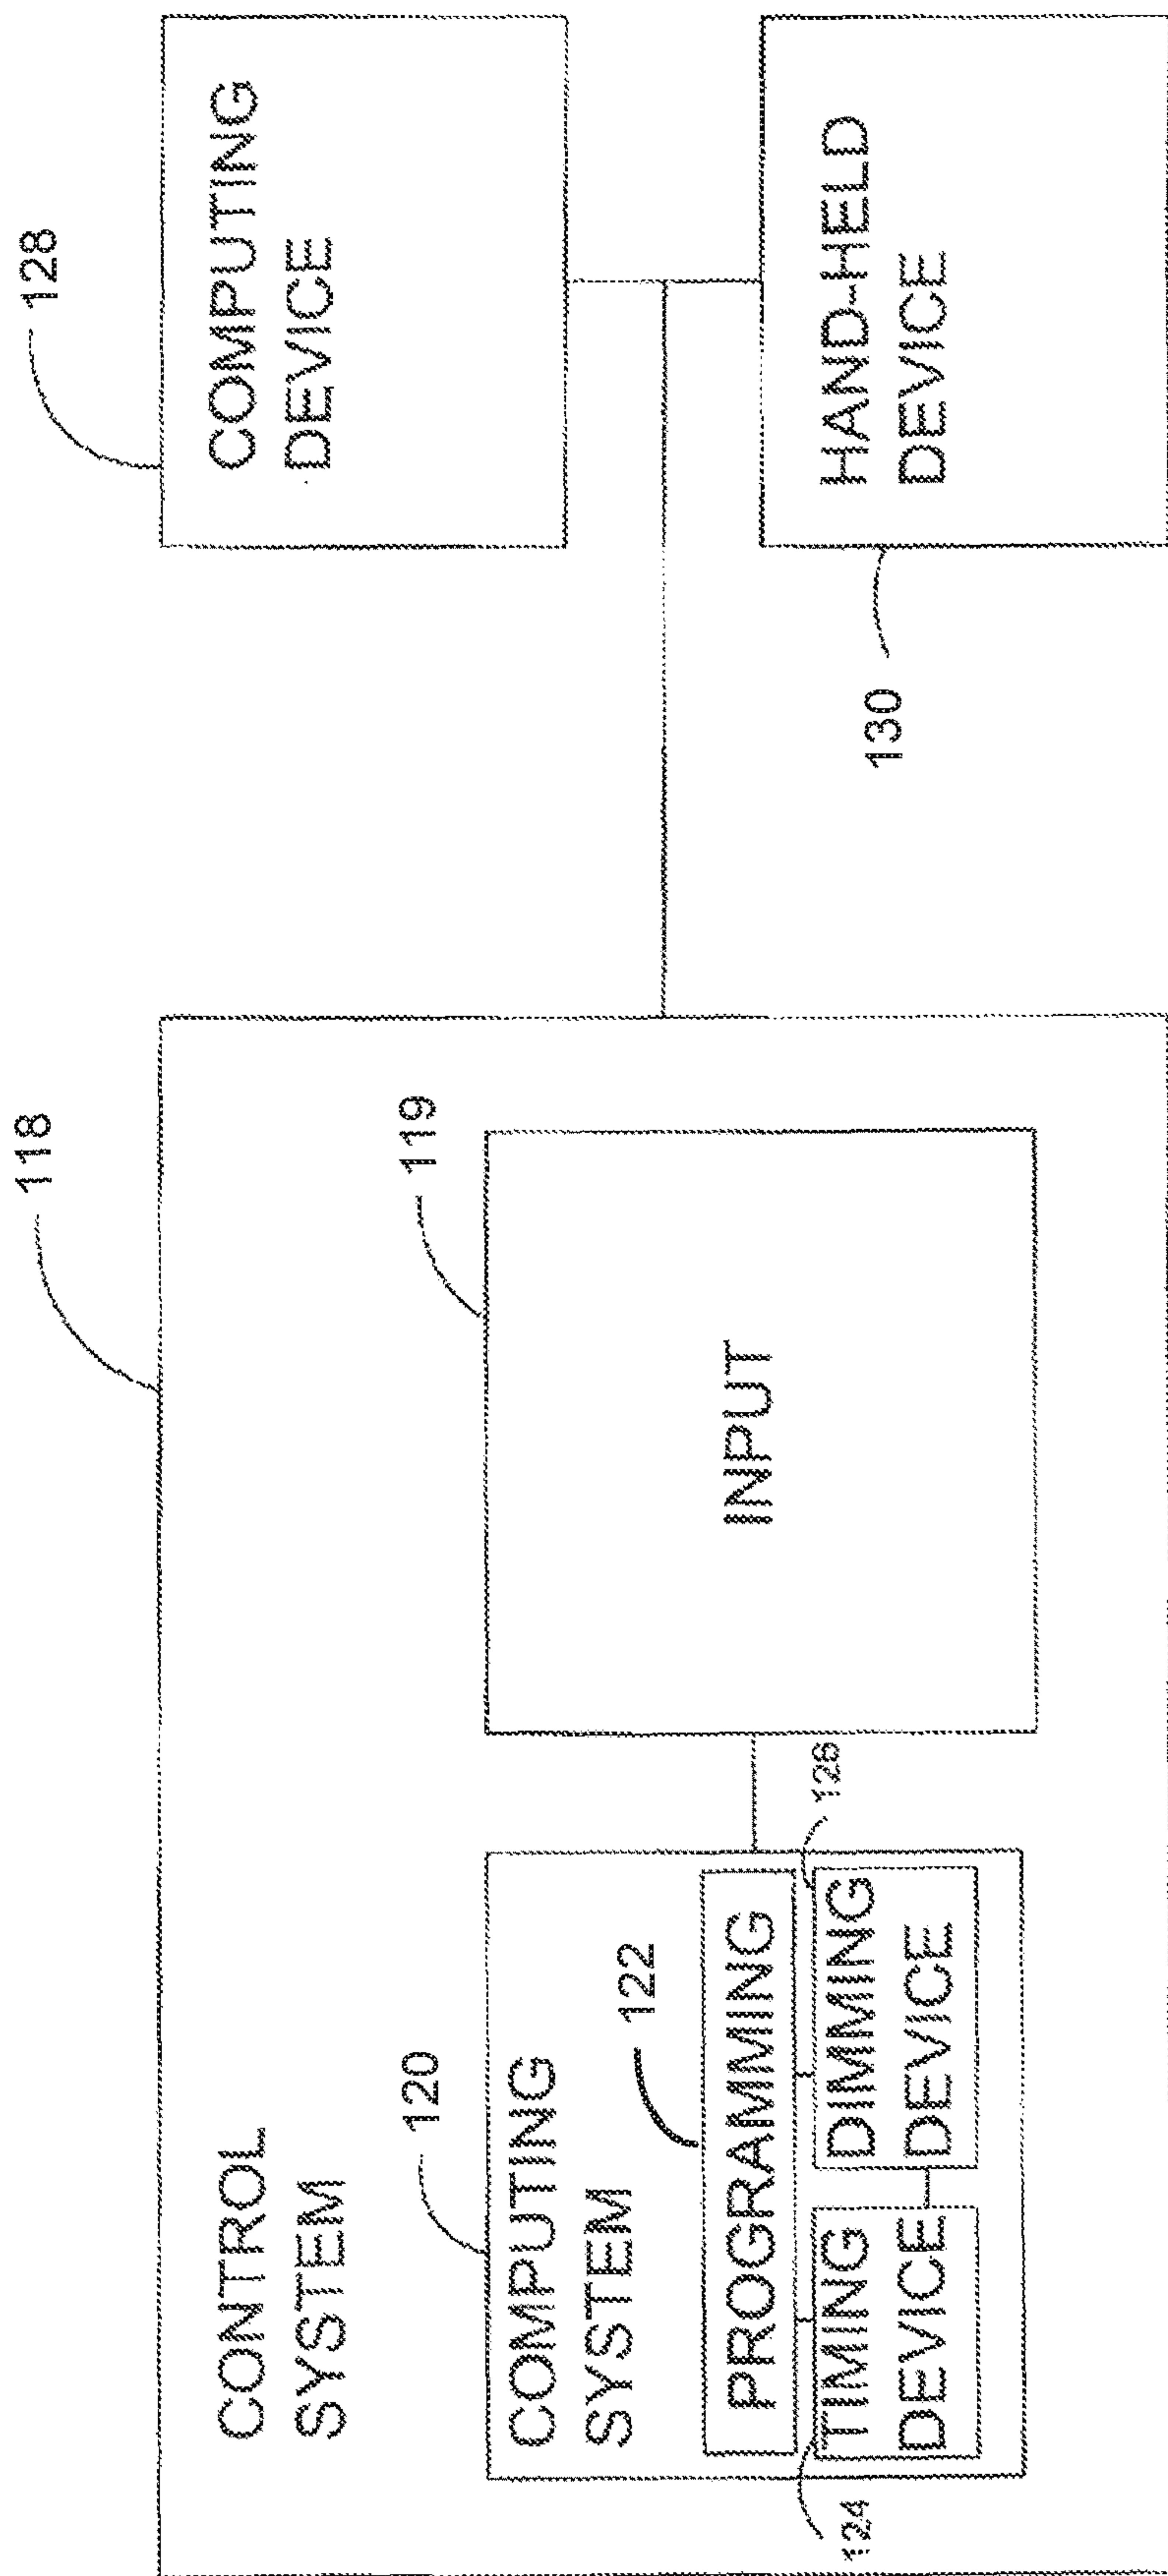 118
128
CONTROL
SYSTEM
COMPUTING
DEVICE
120
119
COMPUTING
SYSTEM
122
INPUT
PROGRAMMING
126
TIMING
DEVICE
DIMMING
DEVICE
124
HAND-HELD
DEVICE
130